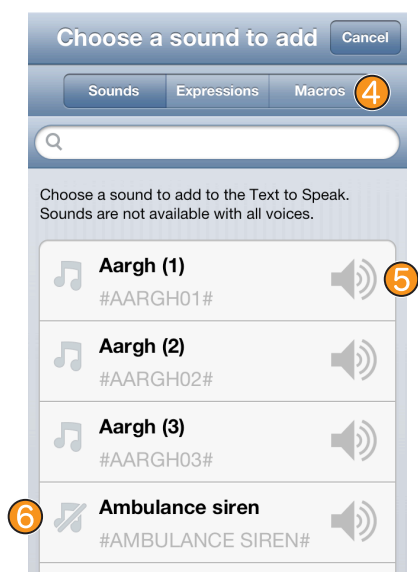 Choose a sound to add Cancel
Sounds Expressions Macros 4
Choose a sound to add to the Text to Speak.
Sounds are not available with all voices.
Aargh (1)
#AARGH01#
5
Aargh (2)
#AARGH02#
Aargh (3)
#AARGH03#
6
Ambulance siren
#AMBULANCE SIREN#